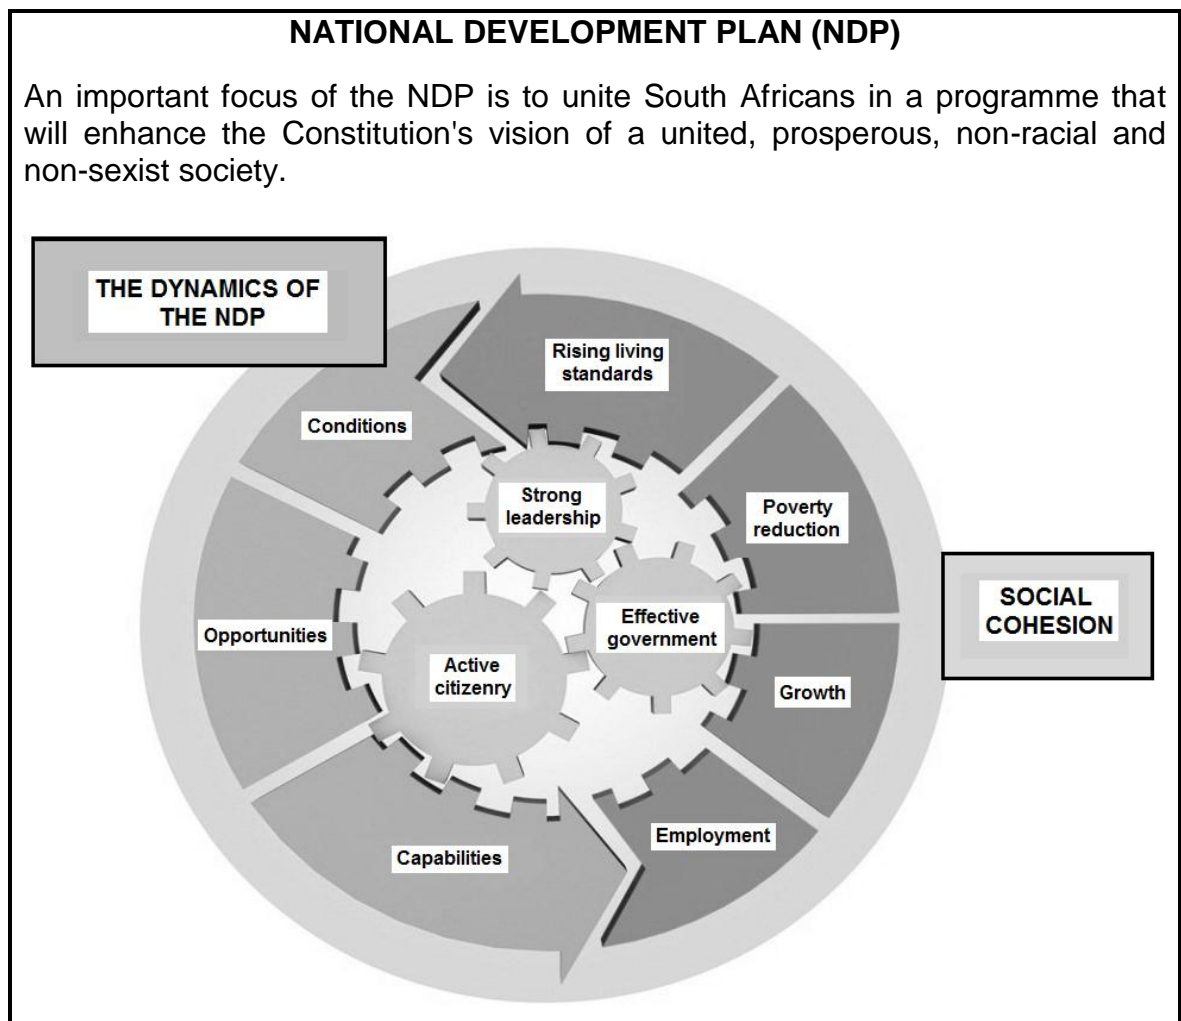 NATIONAL DEVELOPMENT PLAN (NDP)
An important focus of the NDP is to unite South Africans in a programme that
will enhance the Constitution's vision of a united, prosperous, non-racial and
non-sexist society.
THE DYNAMICS OF
THE NDP
Rising living
standards
Conditions
Strong
leadership
Poverty
reduction
SOCIAL
COHESION
Effective
government
Opportunities
Active
citizenry
Growth
Employment
Capabilities